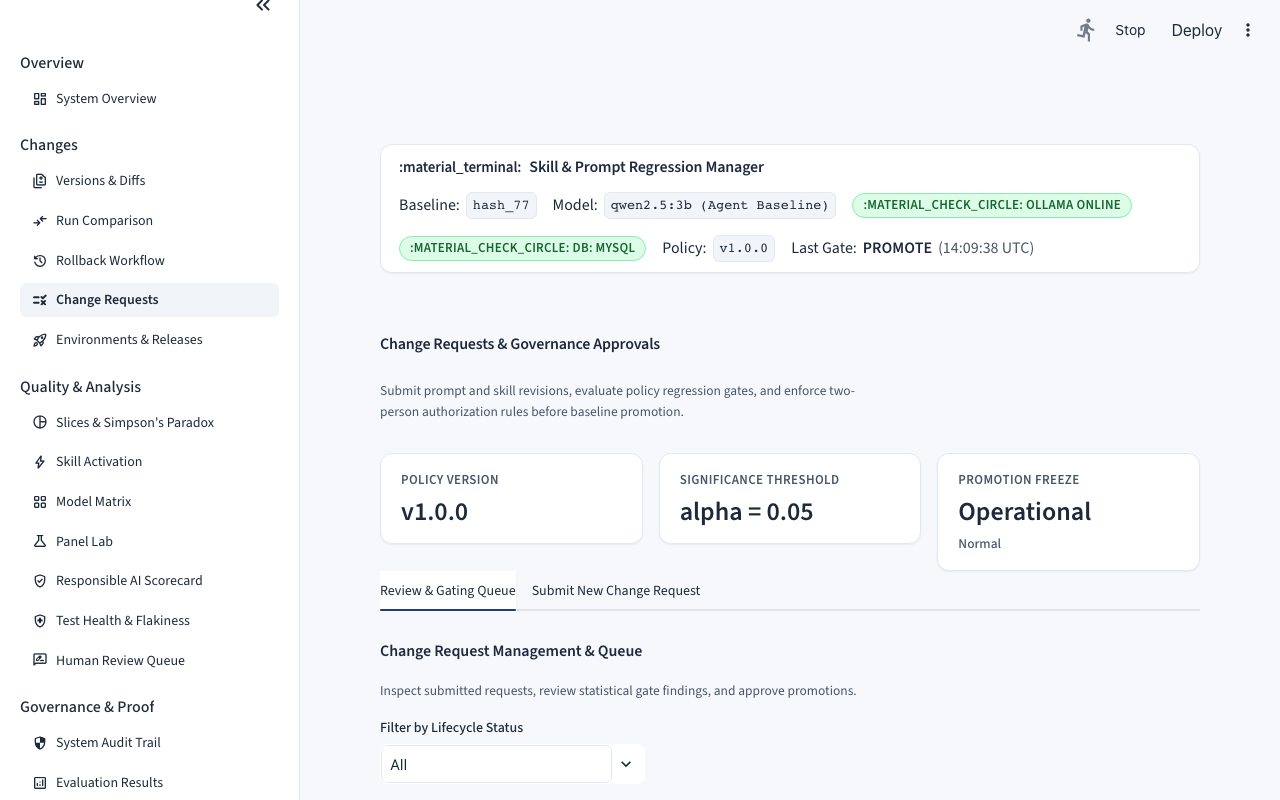 Stop
Deploy
Overview
System Overview
Changes
Versions & Diffs
Run Comparison
Rollback Workflow
Change Requests
Environments & Releases
Quality & Analysis
Slices & Simpson's Paradox
Skill Activation
Model Matrix
Panel Lab
Responsible AI Scorecard
Test Health & Flakiness
Human Review Queue
Governance & Proof
System Audit Trail
Evaluation Results
:material_terminal: Skill & Prompt Regression Manager
Baseline: hash_77 Model: qwen2.5:3b (Agent Baseline) :MATERIAL_CHECK_CIRCLE: OLLAMA ONLINE
:MATERIAL_CHECK_CIRCLE: DB: MYSQL Policy: v1.0.0 Last Gate: PROMOTE (14:09:38 UTC)
Change Requests & Governance Approvals
Submit prompt and skill revisions, evaluate policy regression gates, and enforce two-
person authorization rules before baseline promotion.
POLICY VERSION
v1.0.0
SIGNIFICANCE THRESHOLD
alpha = 0.05
PROMOTION FREEZE
Operational
Normal
Review & Gating Queue
Submit New Change Request
Change Request Management & Queue
Inspect submitted requests, review statistical gate findings, and approve promotions.
Filter by Lifecycle Status
All